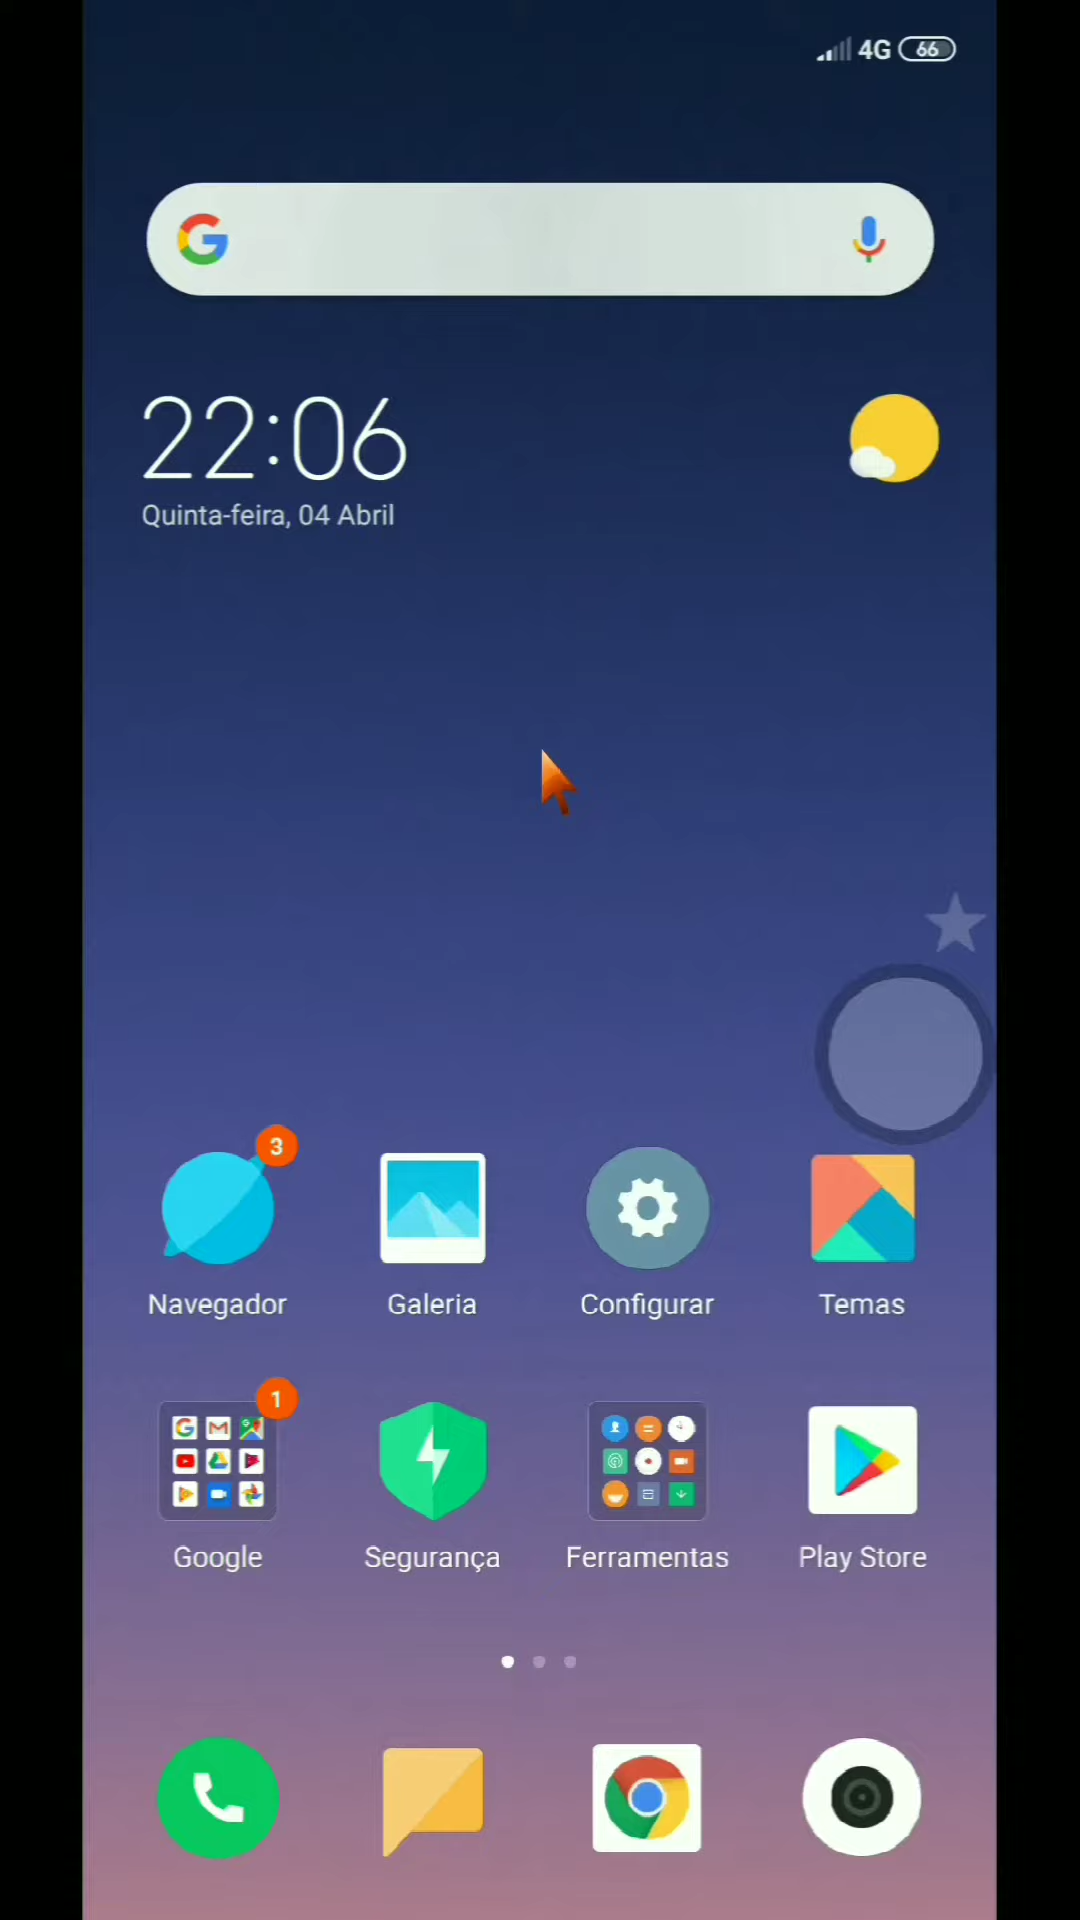 4G 66
22:06
Quinta-feira, 04 Abril
3
Navegador Galeria Configurar Temas
1
Google Segurança Ferramentas Play Store